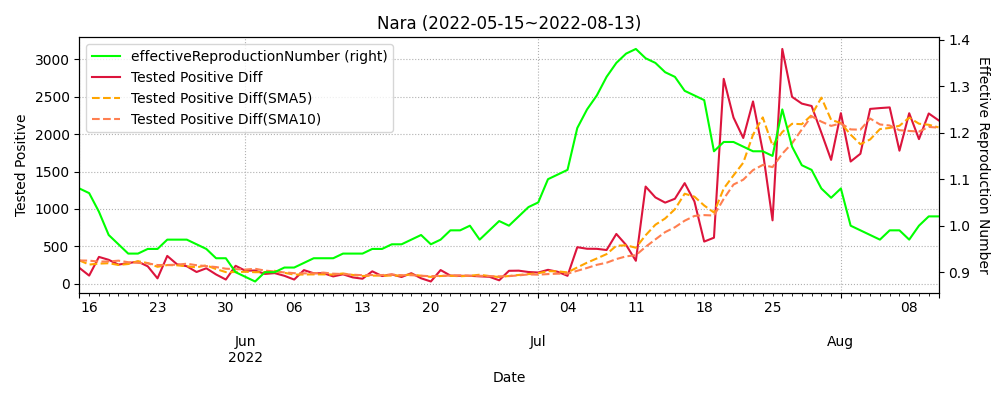 Nara (2022-05-15~2022-08-13)
effectiveReproductionNumber (right)
Tested Positive Diff
Tested Positive Diff(SMA5)
Tested Positive Diff(SMA10)
Tested Positive
3000
2500
2000
1500
1000
500
0
1.4
1.3
1.2
1.1
1.0
0.9
Effective Reproduction Number
16 23 30 06 13 20 27 04 11 18 25 08
Jun Jul Aug
2022
Date